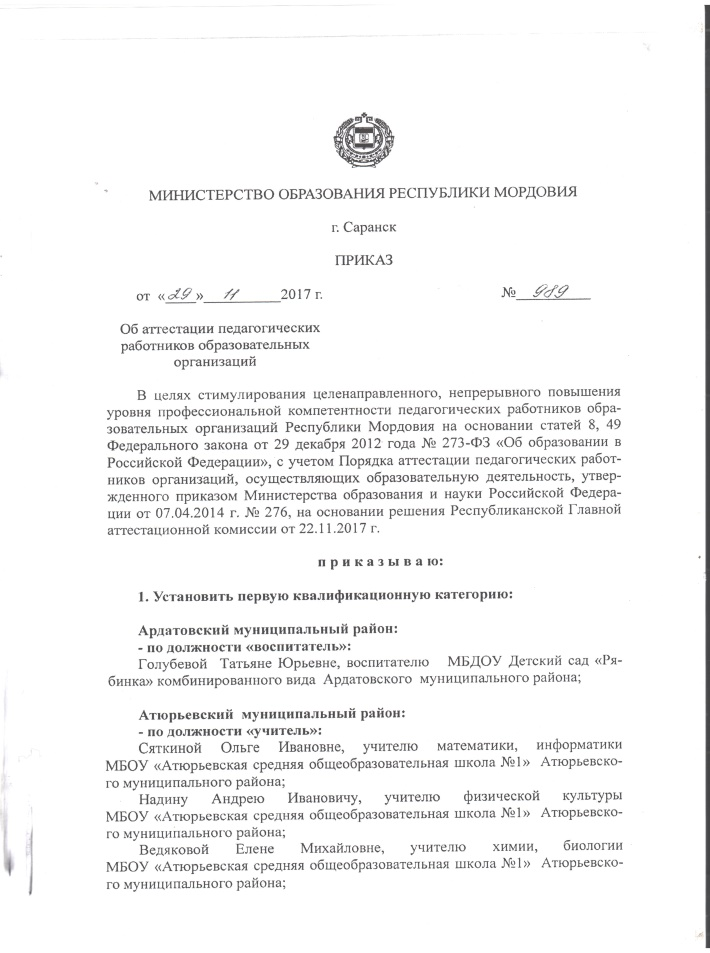 МИНИСТЕРСТВО ОБРАЗОВАНИЯ РЕСПУБЛИКИ МОРДОВИЯ
г. Саранск
ПРИКАЗ
от «29» 11 2017 г. № 989
Об аттестации педагогических
работников образовательных
организаций
В целях стимулирования целенаправленного, непрерывного повышения
уровня профессиональной компетентности педагогических работников обра-
зовательных организаций Республики Мордовия на основании статей 8, 49
Федерального закона от 29 декабря 2012 года № 273-ФЗ «Об образовании в
Российской Федерации», с учетом Порядка аттестации педагогических работ-
ников организаций, осуществляющих образовательную деятельность, утвер-
жденного приказом Министерства образования и науки Российской Федера-
ции от 07.04.2014 г. № 276, на основании решения Республиканской Главной
аттестационной комиссии от 22.11.2017 г.
п р и к а з ы в а ю:
1. Установить первую квалификационную категорию:
Ардатовский муниципальный район:
- по должности «воспитатель»:
Голубевой Татьяне Юрьевне, воспитателю МБДОУ Детский сад «Ря-
бинка» комбинированного вида Ардатовского муниципального района;
Атюрьевский муниципальный район:
- по должности «учитель»:
Сяткиной Ольге Ивановне, учителю математики, информатики
МБОУ «Атюрьевская средняя общеобразовательная школа №1» Атюрьевско-
го муниципального района;
Надину Андрею Ивановичу, учителю физической культуры
МБОУ «Атюрьевская средняя общеобразовательная школа №1» Атюрьевско-
го муниципального района;
Ведяковой Елене Михайловне, учителю химии, биологии
МБОУ «Атюрьевская средняя общеобразовательная школа №1» Атюрьевско-
го муниципального района;